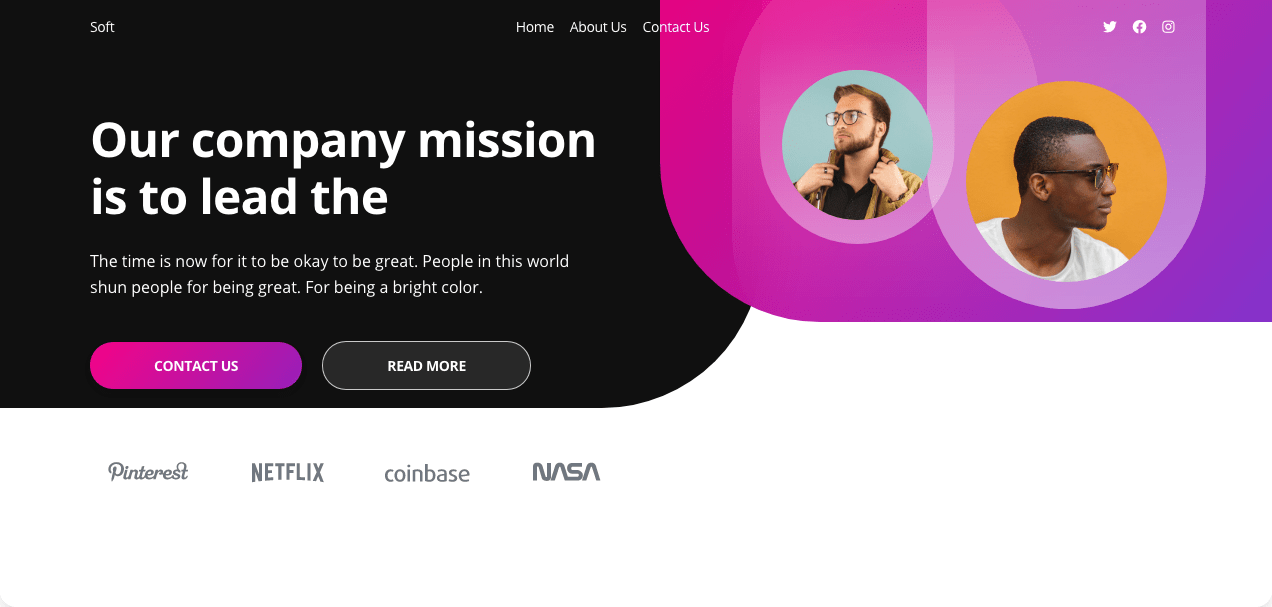 Soft
Home
About Us
Contact Us
Our company mission
is to lead the
The time is now for it to be okay to be great. People in this world
shun people for being great. For being a bright color.
CONTACT US
READ MORE
Pinterest
NETFLIX
coinbase
NASA